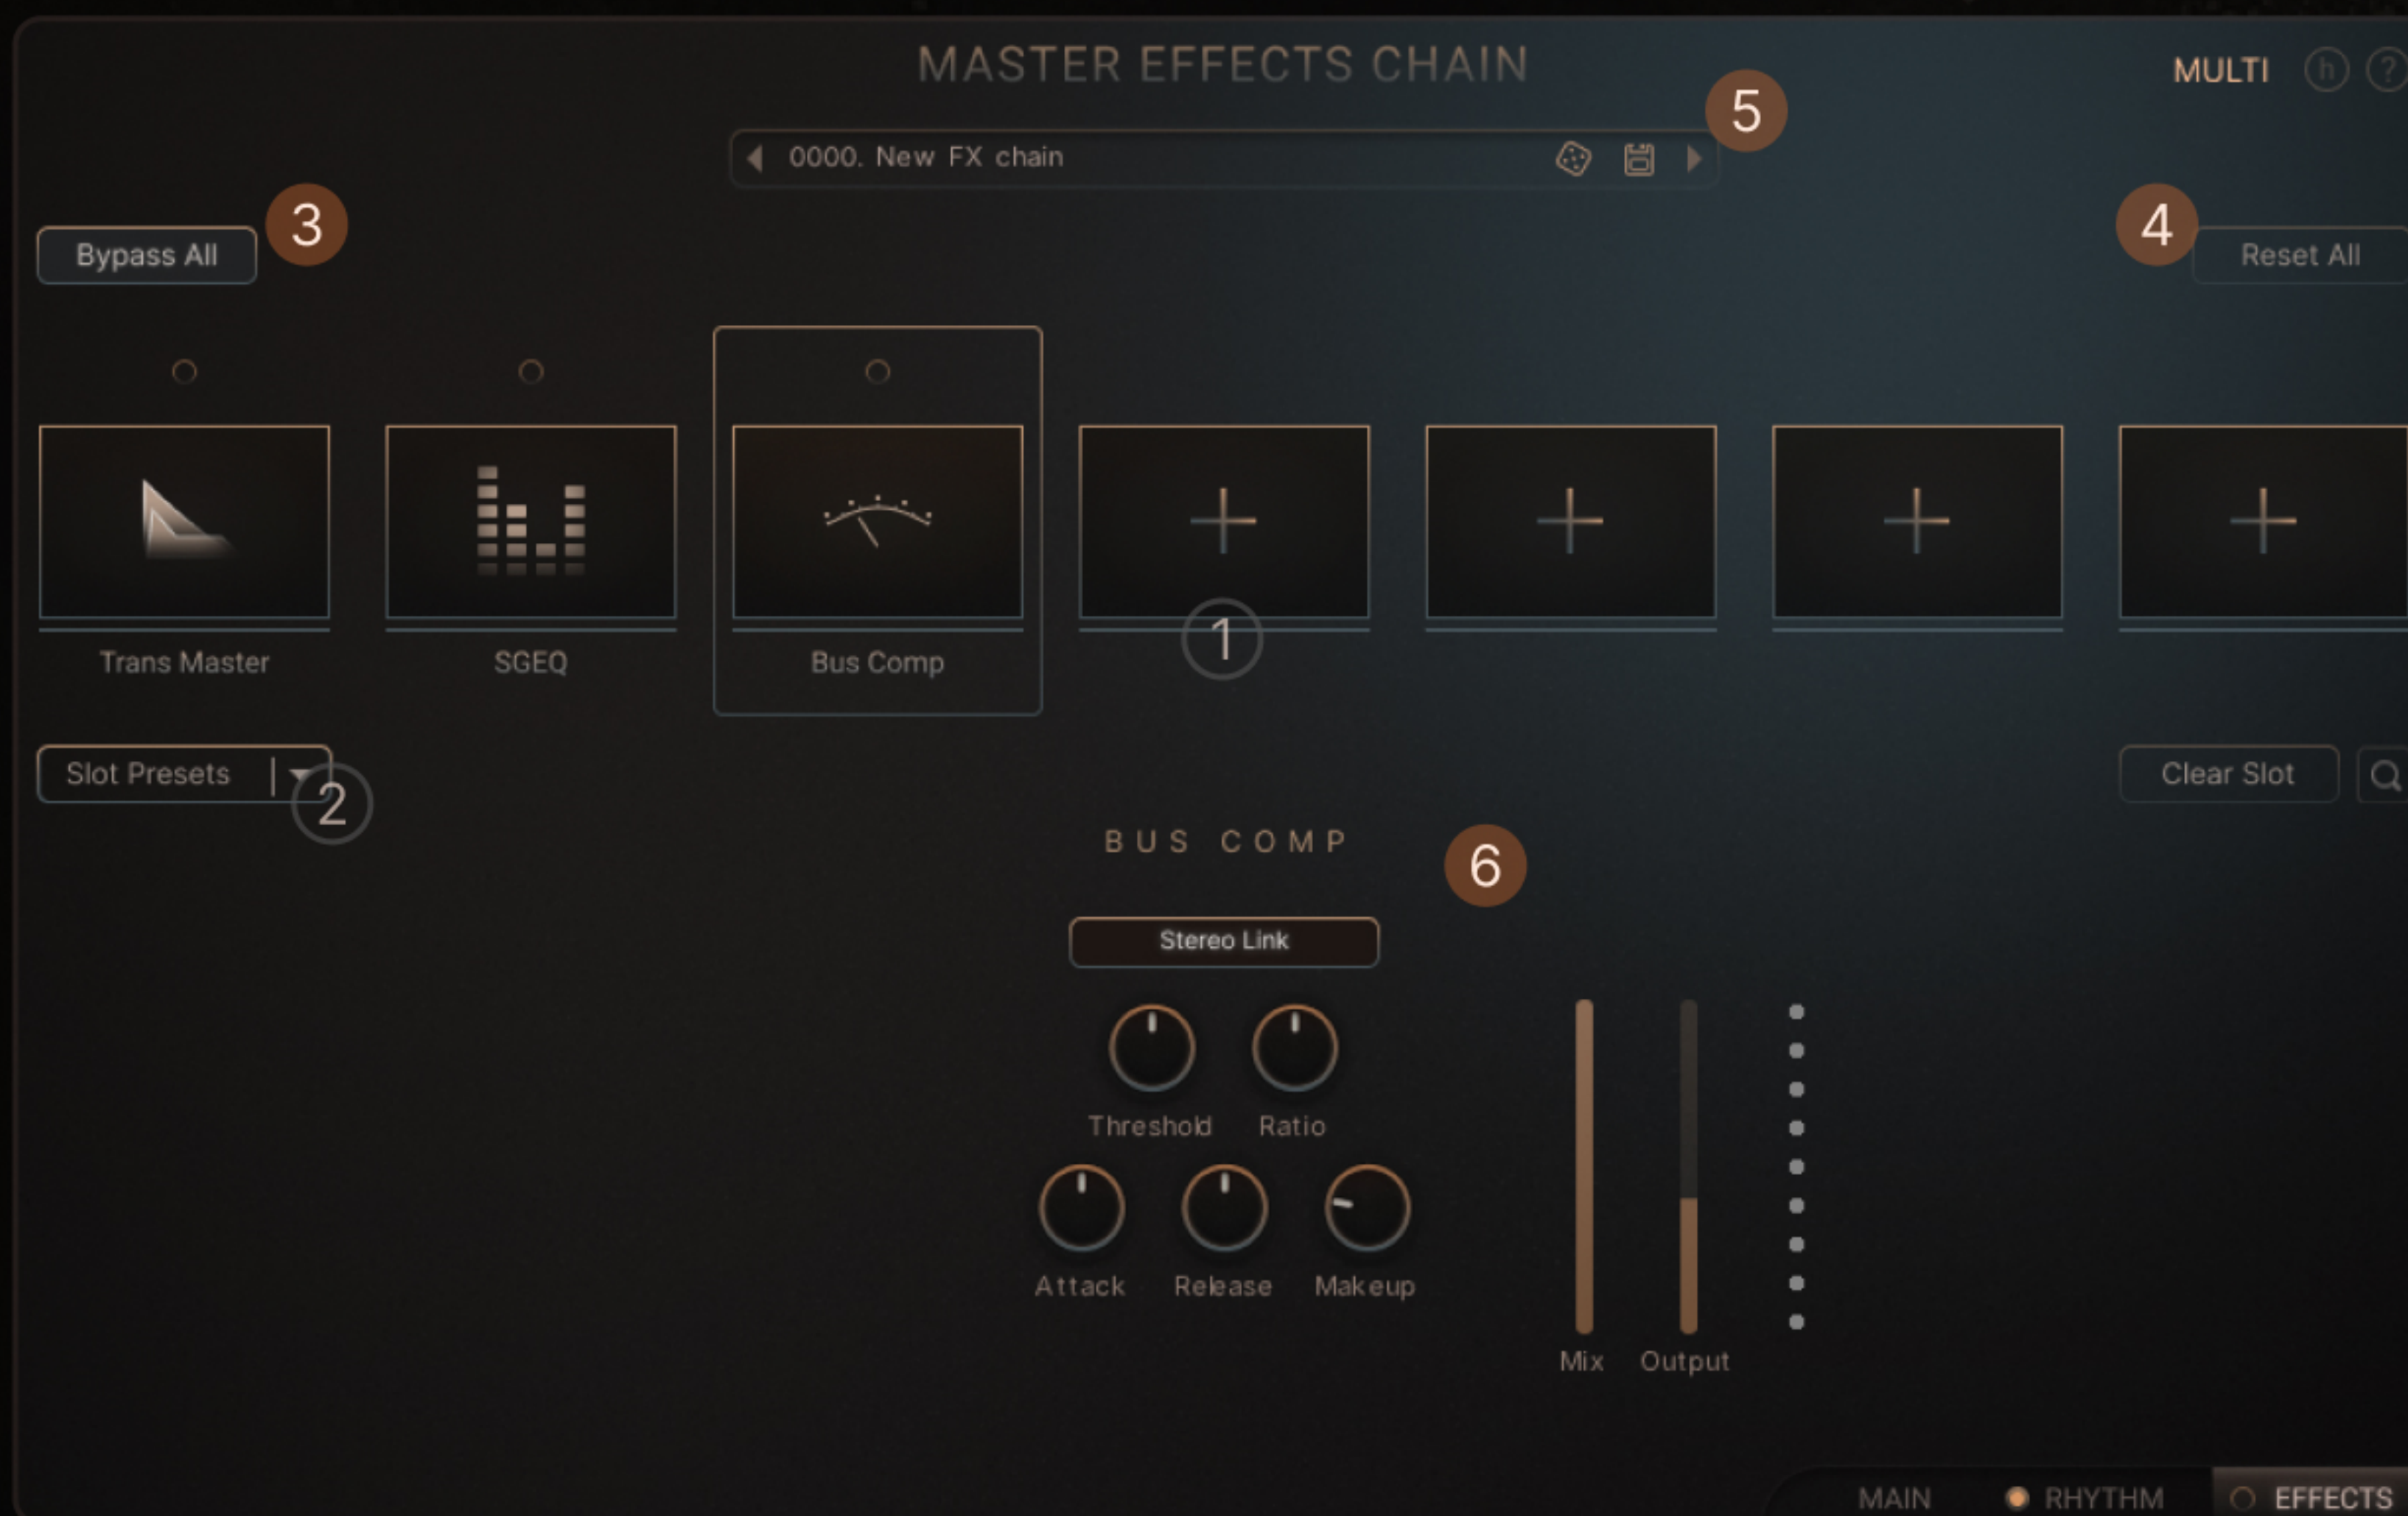 MASTER EFFECTS CHAIN
MULTI h ?
5
0000. New FX chain
3
4
Bypass All
Reset All
1
Trans Master
SGEQ
Bus Comp
Slot Presets
2
Clear Slot
BUS COMP
6
Stereo Link
Threshold Ratio
Attack Release Makeup
Mix Output
MAIN RHYTHM EFFECTS